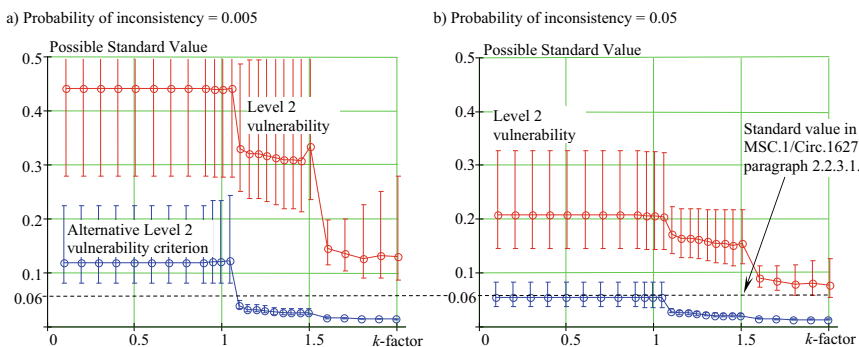 a) Probability of inconsistency = 0.005
Possible Standard Value
0.5
0.4
0.3
0.2
0.1
0.06
0
0.5
1
1.5
k-factor
Level 2
vulnerability
Alternative Level 2
vulnerability criterion
b) Probability of inconsistency = 0.05
Possible Standard Value
0.5
0.4
0.3
0.2
0.1
0.06
0
0.5
1
1.5
k-factor
Level 2
vulnerability
Standard value in
MSC.1/Circ.1627
paragraph 2.2.3.1.